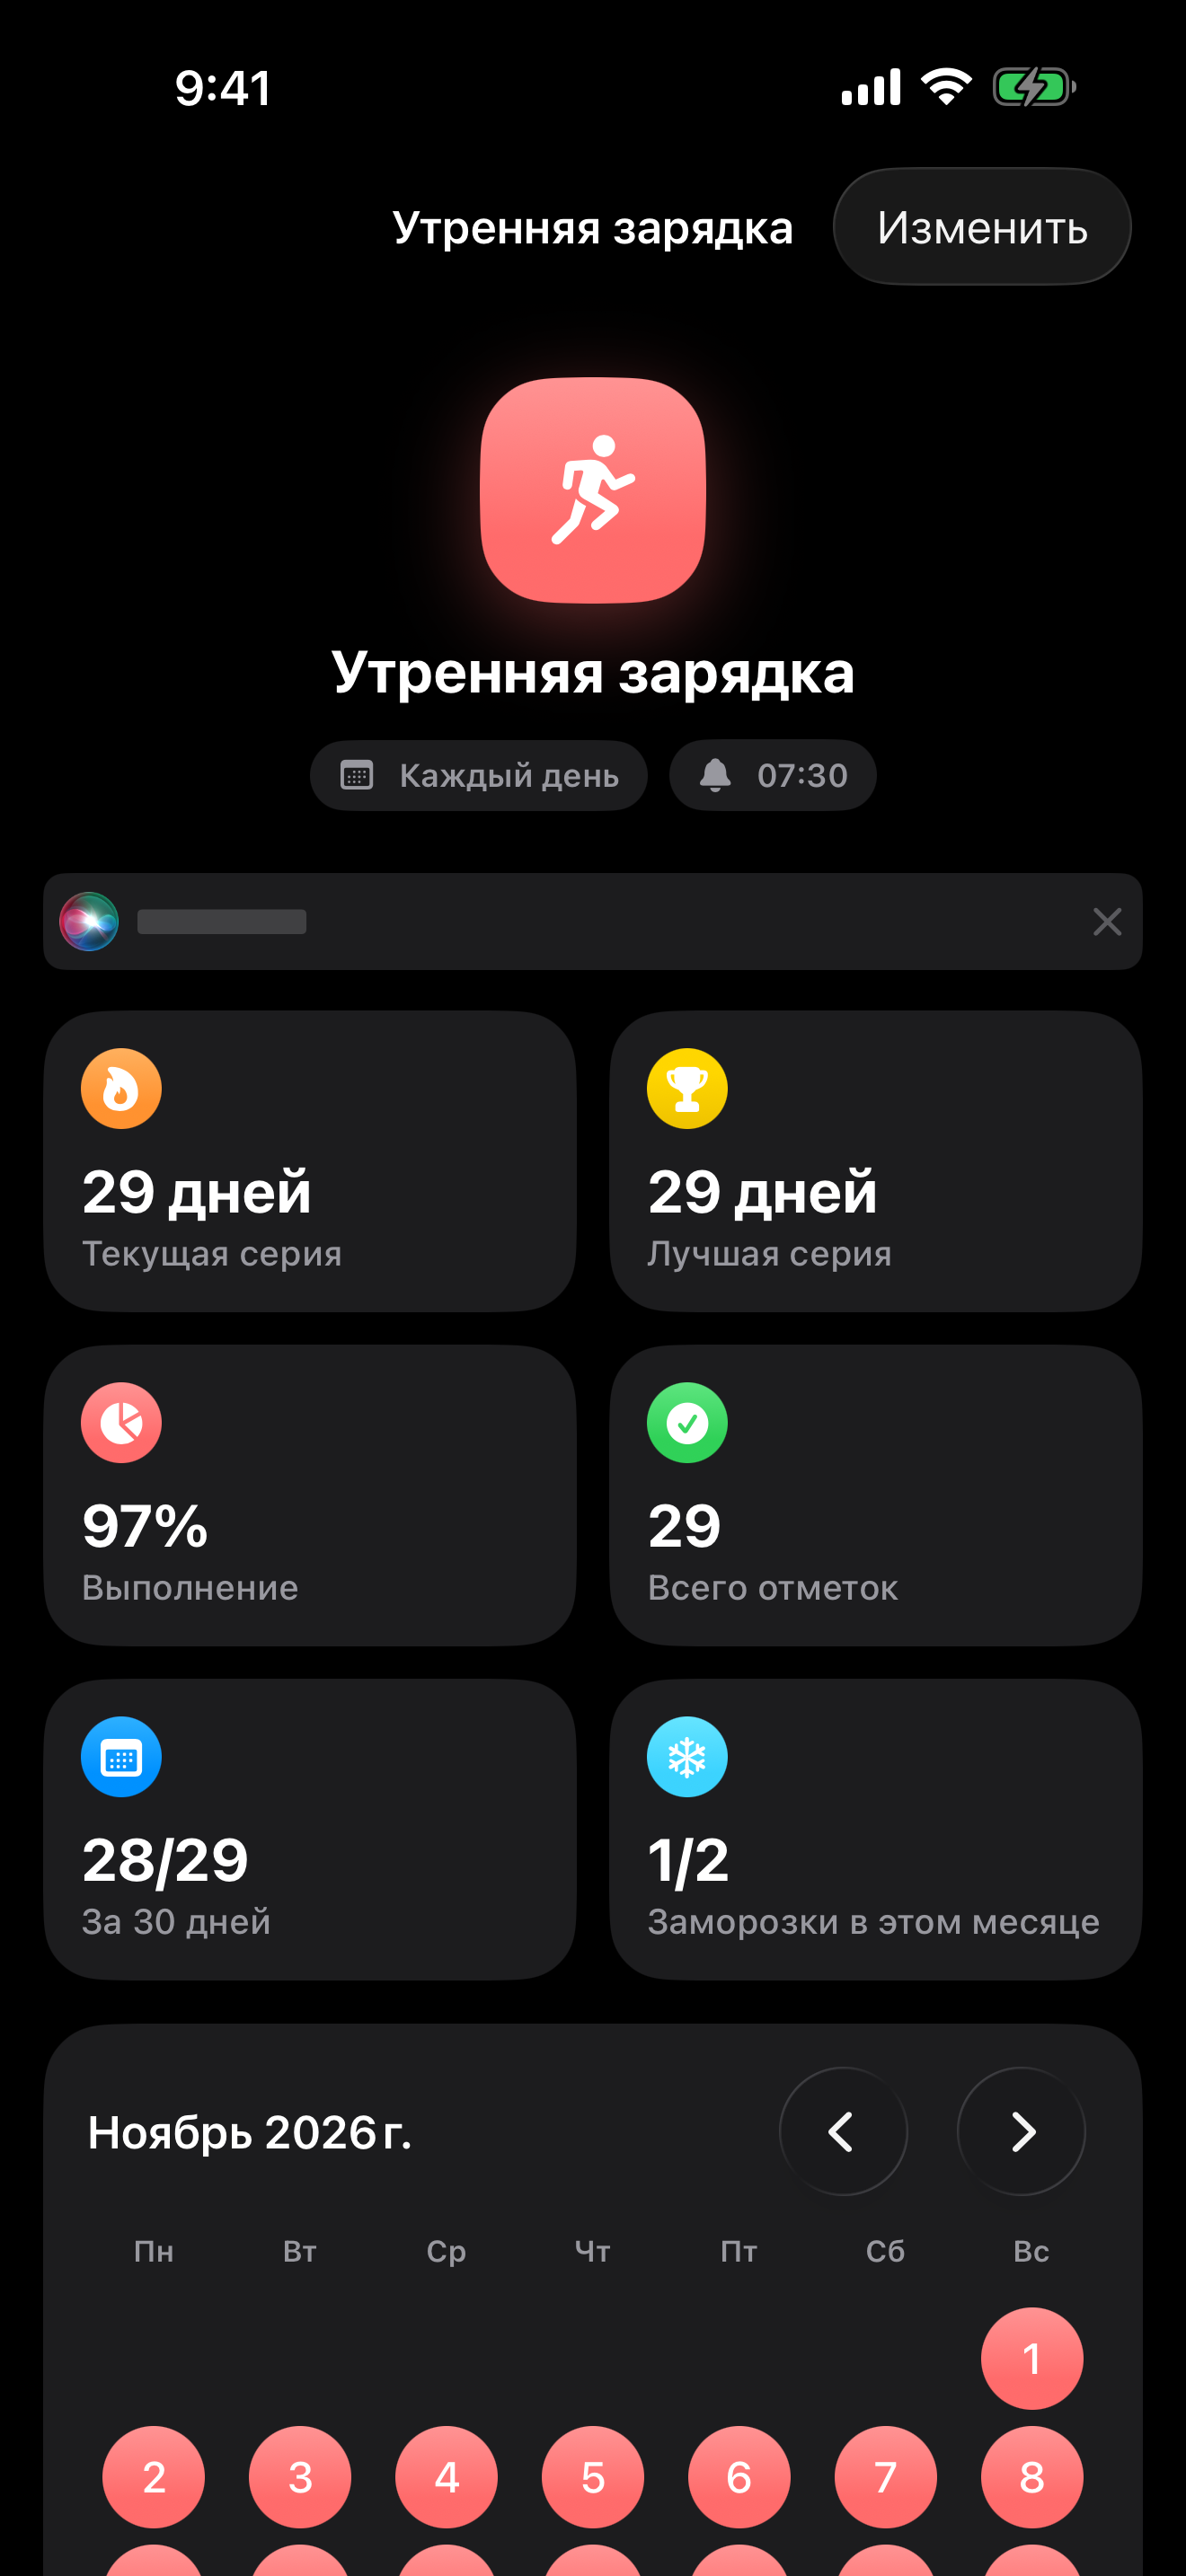 9:41
Утренняя зарядка Изменить
Утренняя зарядка
Каждый день 07:30
29 дней 29 дней
Текущая серия Лучшая серия
97% 29
Выполнение Всего отметок
28/29 1/2
За 30 дней Заморозки в этом месяце
Ноябрь 2026 г.
Пн Вт Ср Чт Пт Сб Вс
1
2 3 4 5 6 7 8